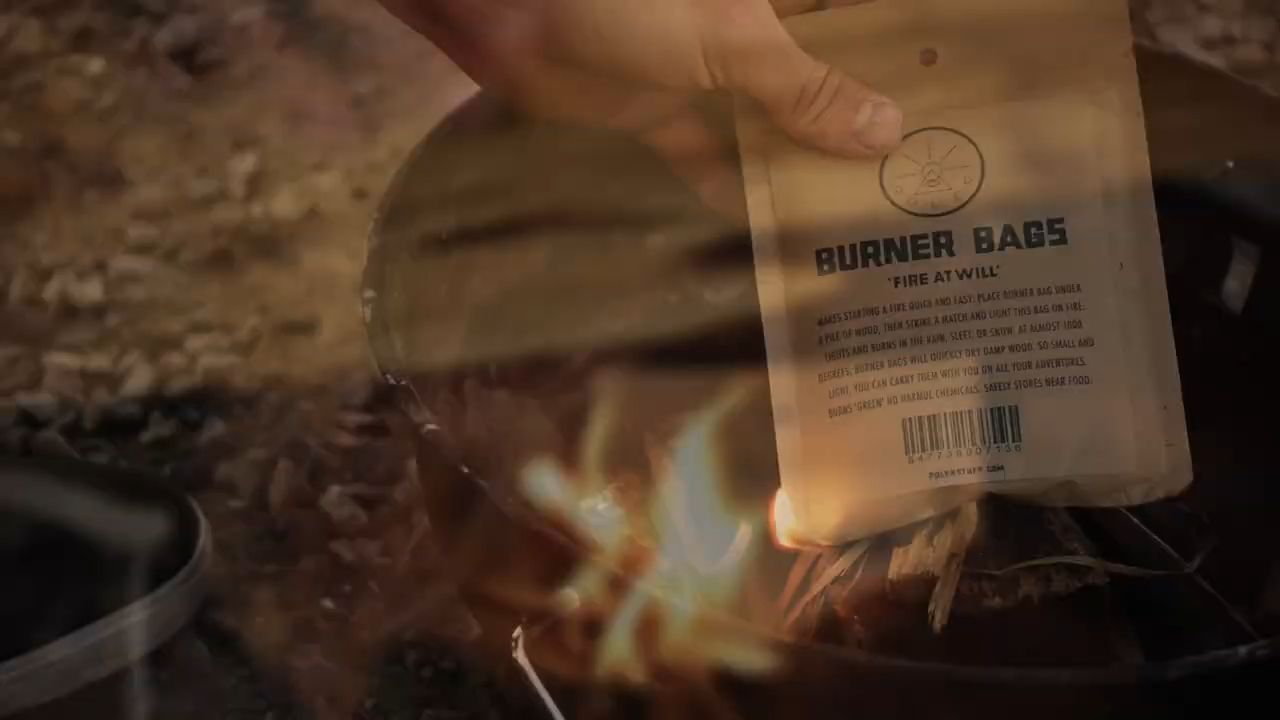 BURNER BAGS
"FIRE AT WILL"
MAKES STARTING A FIRE QUICK AND EASY: PLACE BURNER BAG UNDER
A PILE OF WOOD, THEN STRIKE A MATCH AND LIGHT THIS BAG ON FIRE.
LIGHTS AND BURNS IN THE RAIN, SLEET, OR SNOW. AT ALMOST 1000
DEGREES, BURNER BAGS WILL QUICKLY DRY DAMP WOOD. SO SMALL AND
LIGHT, YOU CAN CARRY THEM WITH YOU ON ALL YOUR ADVENTURES.
BURNS "GREEN" NO HARMUL CHEMICALS. SAFELY STORES NEAR FOOD.